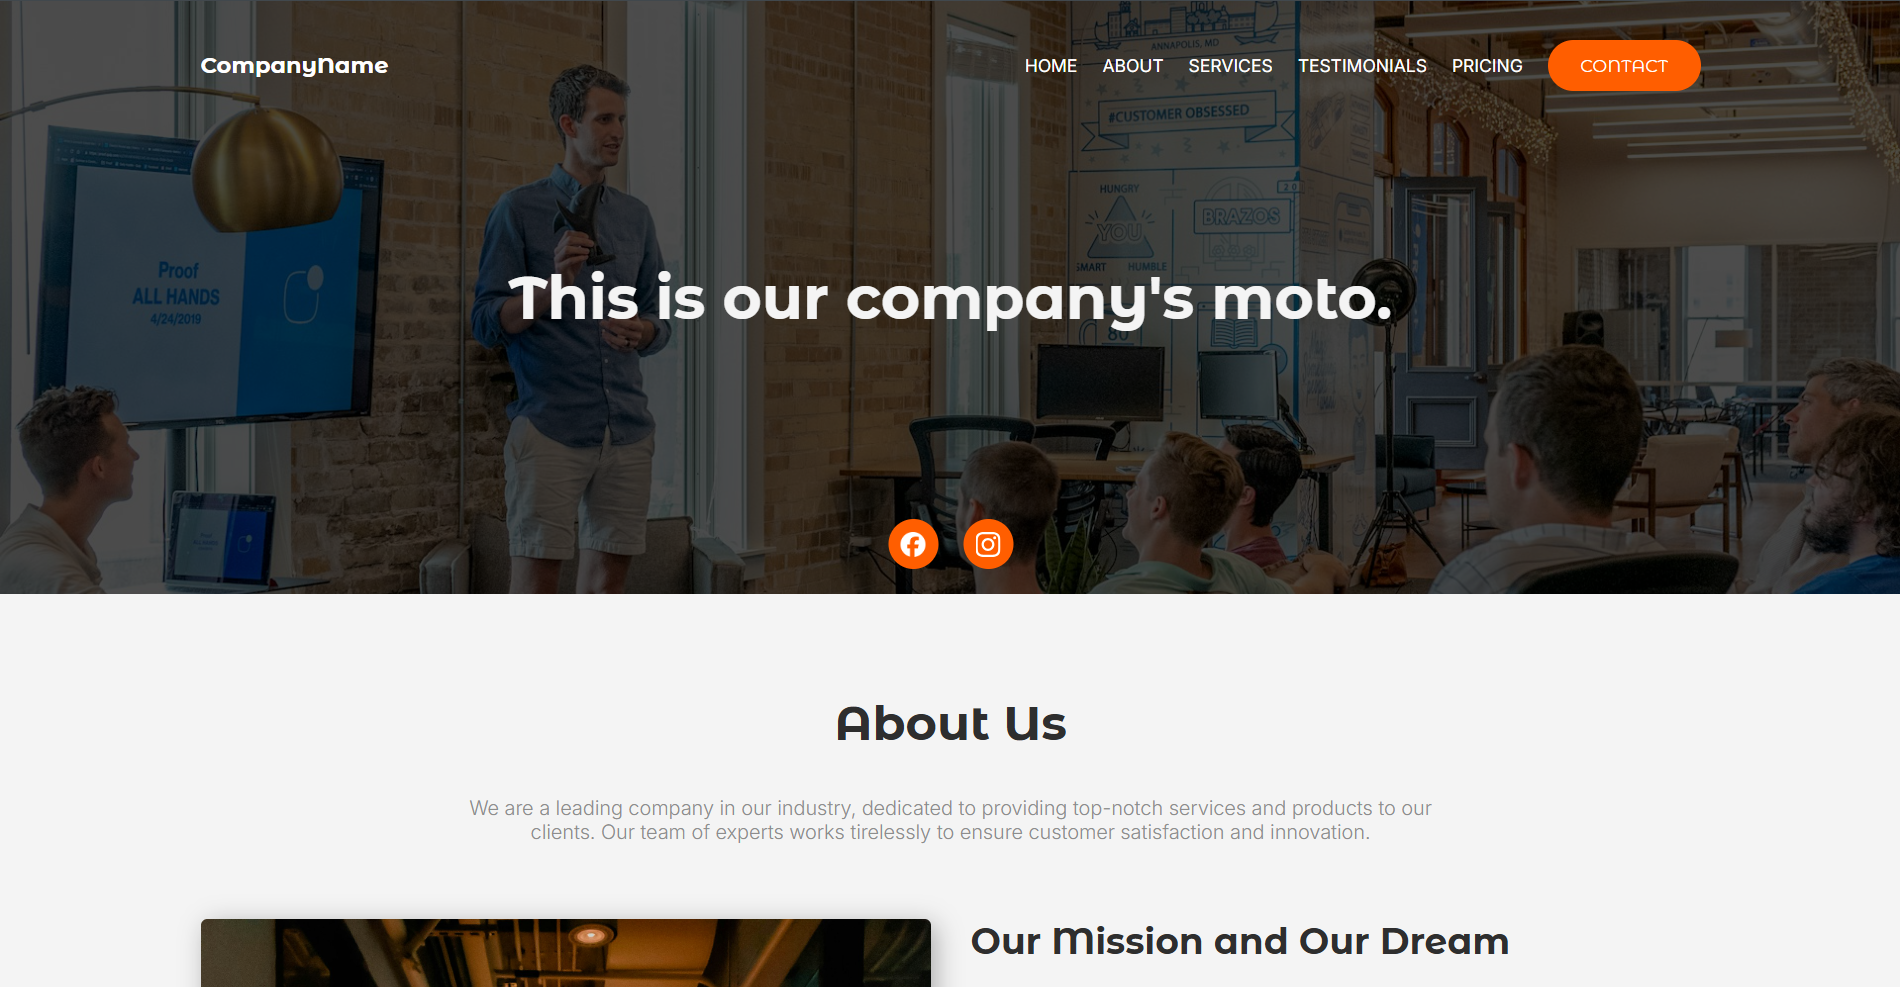 CompanyName
HOME ABOUT SERVICES TESTIMONIALS PRICING CONTACT
ANNAPOLIS, MD
#CUSTOMER OBSESSED
HUNGRY
2.0
YOU
BRAZOS
SMART HUMBLE
Proof
ALL HANDS
4/24/2019
This is our company's moto.
80
About Us
We are a leading company in our industry, dedicated to providing top-notch services and products to our
clients. Our team of experts works tirelessly to ensure customer satisfaction and innovation.
Our Mission and Our Dream